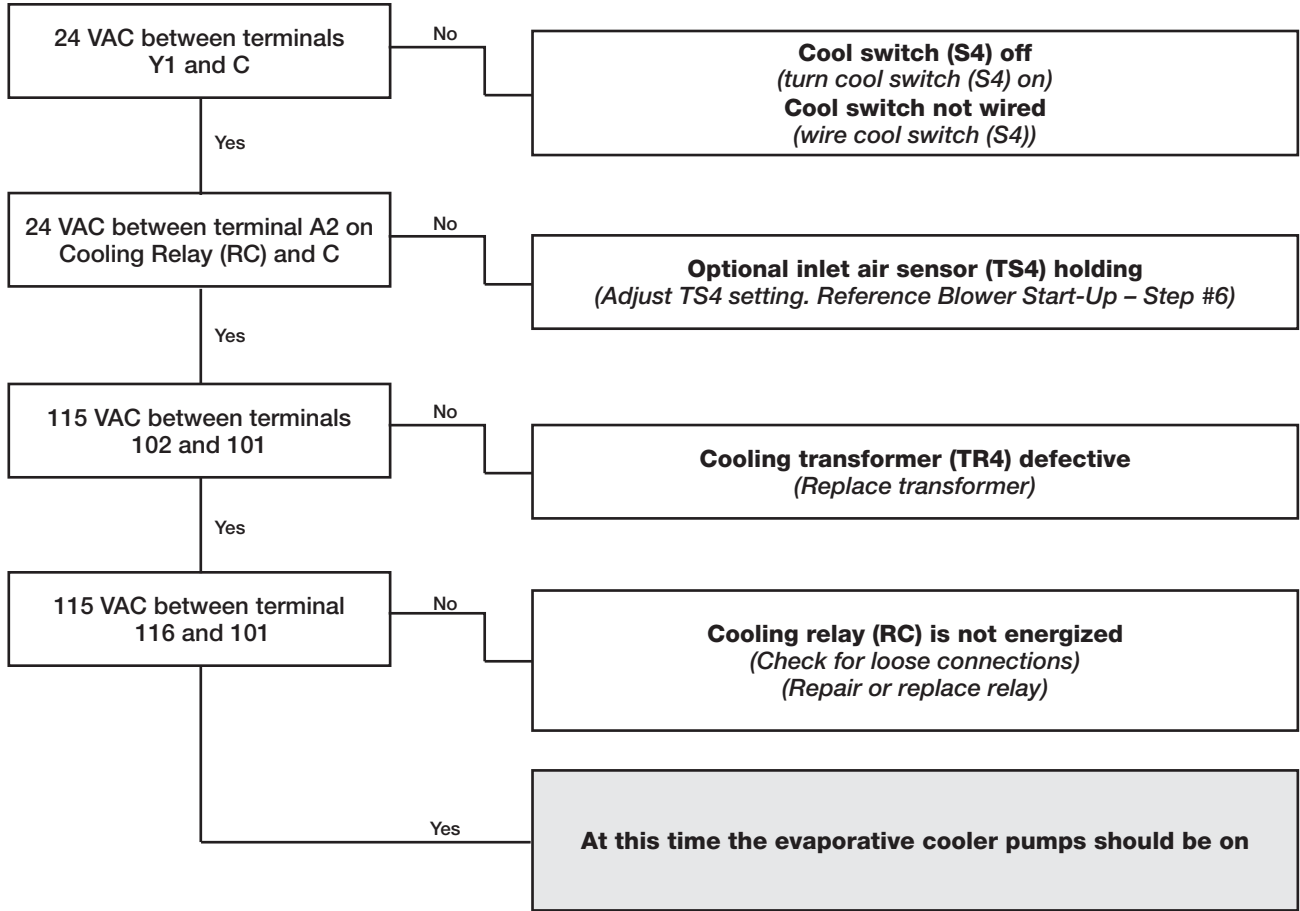 24 VAC between terminals
Y1 and C
No
Cool switch (S4) off
(turn cool switch (S4) on)
Cool switch not wired
(wire cool switch (S4))
Yes
24 VAC between terminal A2 on
Cooling Relay (RC) and C
No
Optional inlet air sensor (TS4) holding
(Adjust TS4 setting. Reference Blower Start-Up – Step #6)
Yes
115 VAC between terminals
102 and 101
No
Cooling transformer (TR4) defective
(Replace transformer)
Yes
115 VAC between terminal
116 and 101
No
Cooling relay (RC) is not energized
(Check for loose connections)
(Repair or replace relay)
Yes
At this time the evaporative cooler pumps should be on